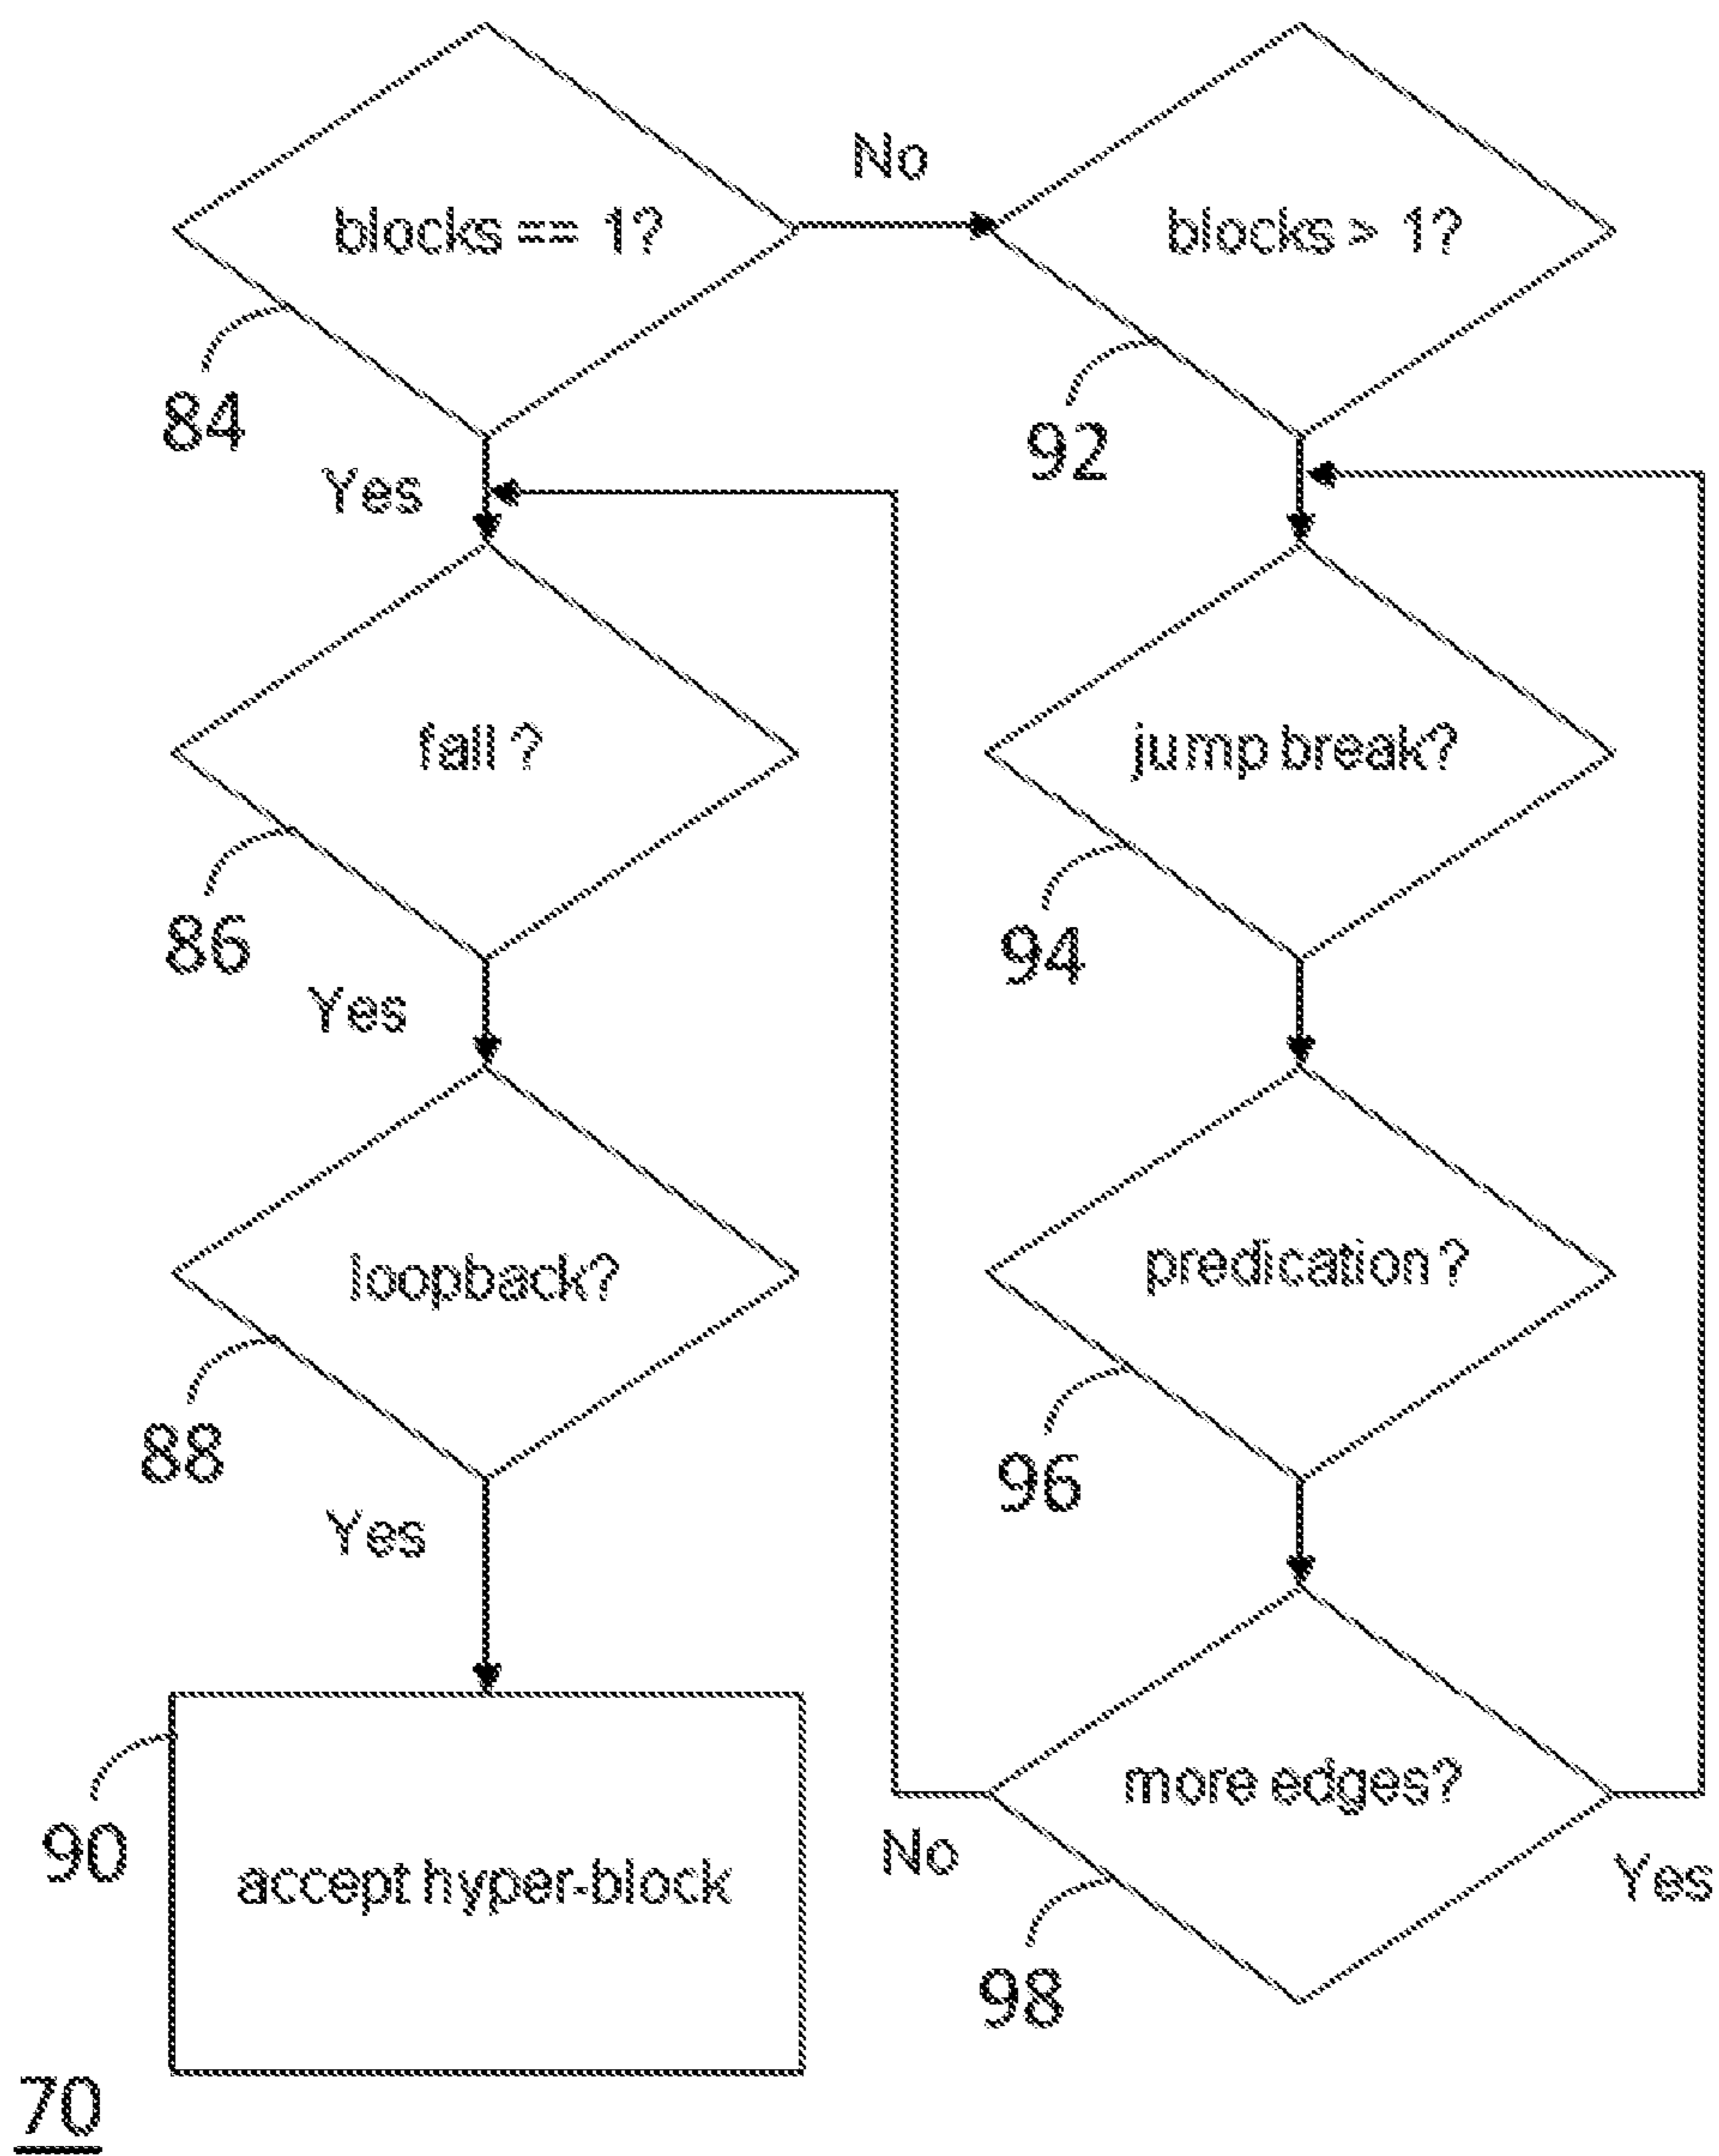 blocks == 1?
No
blocks > 1?
84
92
Yes
fall ?
jump break?
86
94
Yes
loopback?
predication?
88
96
Yes
more edges?
90
accept hyper-block
No
Yes
98
70